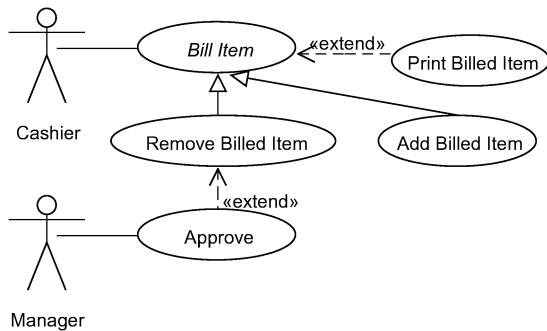 Bill Item
«extend»
Print Billed Item
Cashier
Remove Billed Item
Add Billed Item
«extend»
Approve
Manager